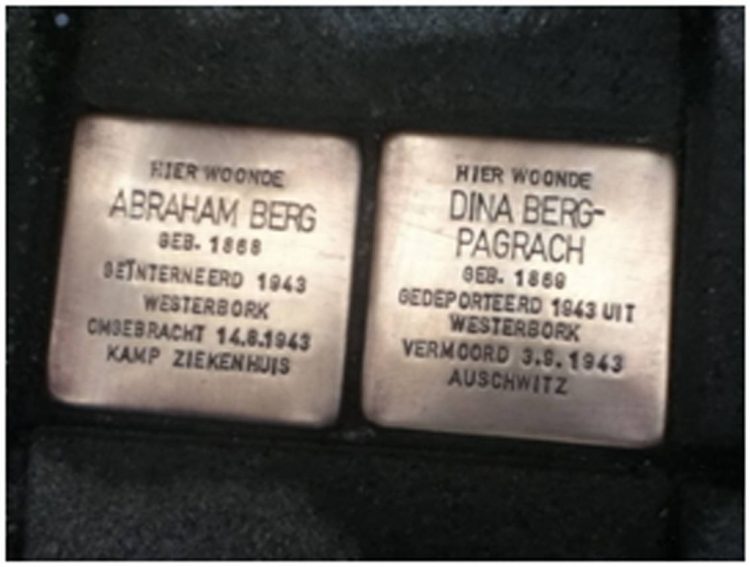 HIER WOONDE
ABRAHAM BERG
GEB. 1868
GEÏNTERNEERD 1943
WESTERBORK
OMGEBRACHT 14.8.1943
KAMP ZIEKENHUIS
HIER WOONDE
DINA BERG-
PAGRACH
GEB. 1869
GEDEPORTEERD 1943 UIT
WESTERBORK
VERMOORD 3.9.1943
AUSCHWITZ